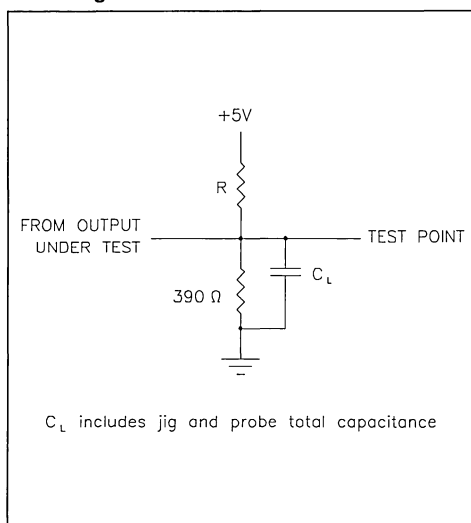 +5V
R
FROM OUTPUT
UNDER TEST
TEST POINT
390 Ω
C_L
C_L includes jig and probe total capacitance